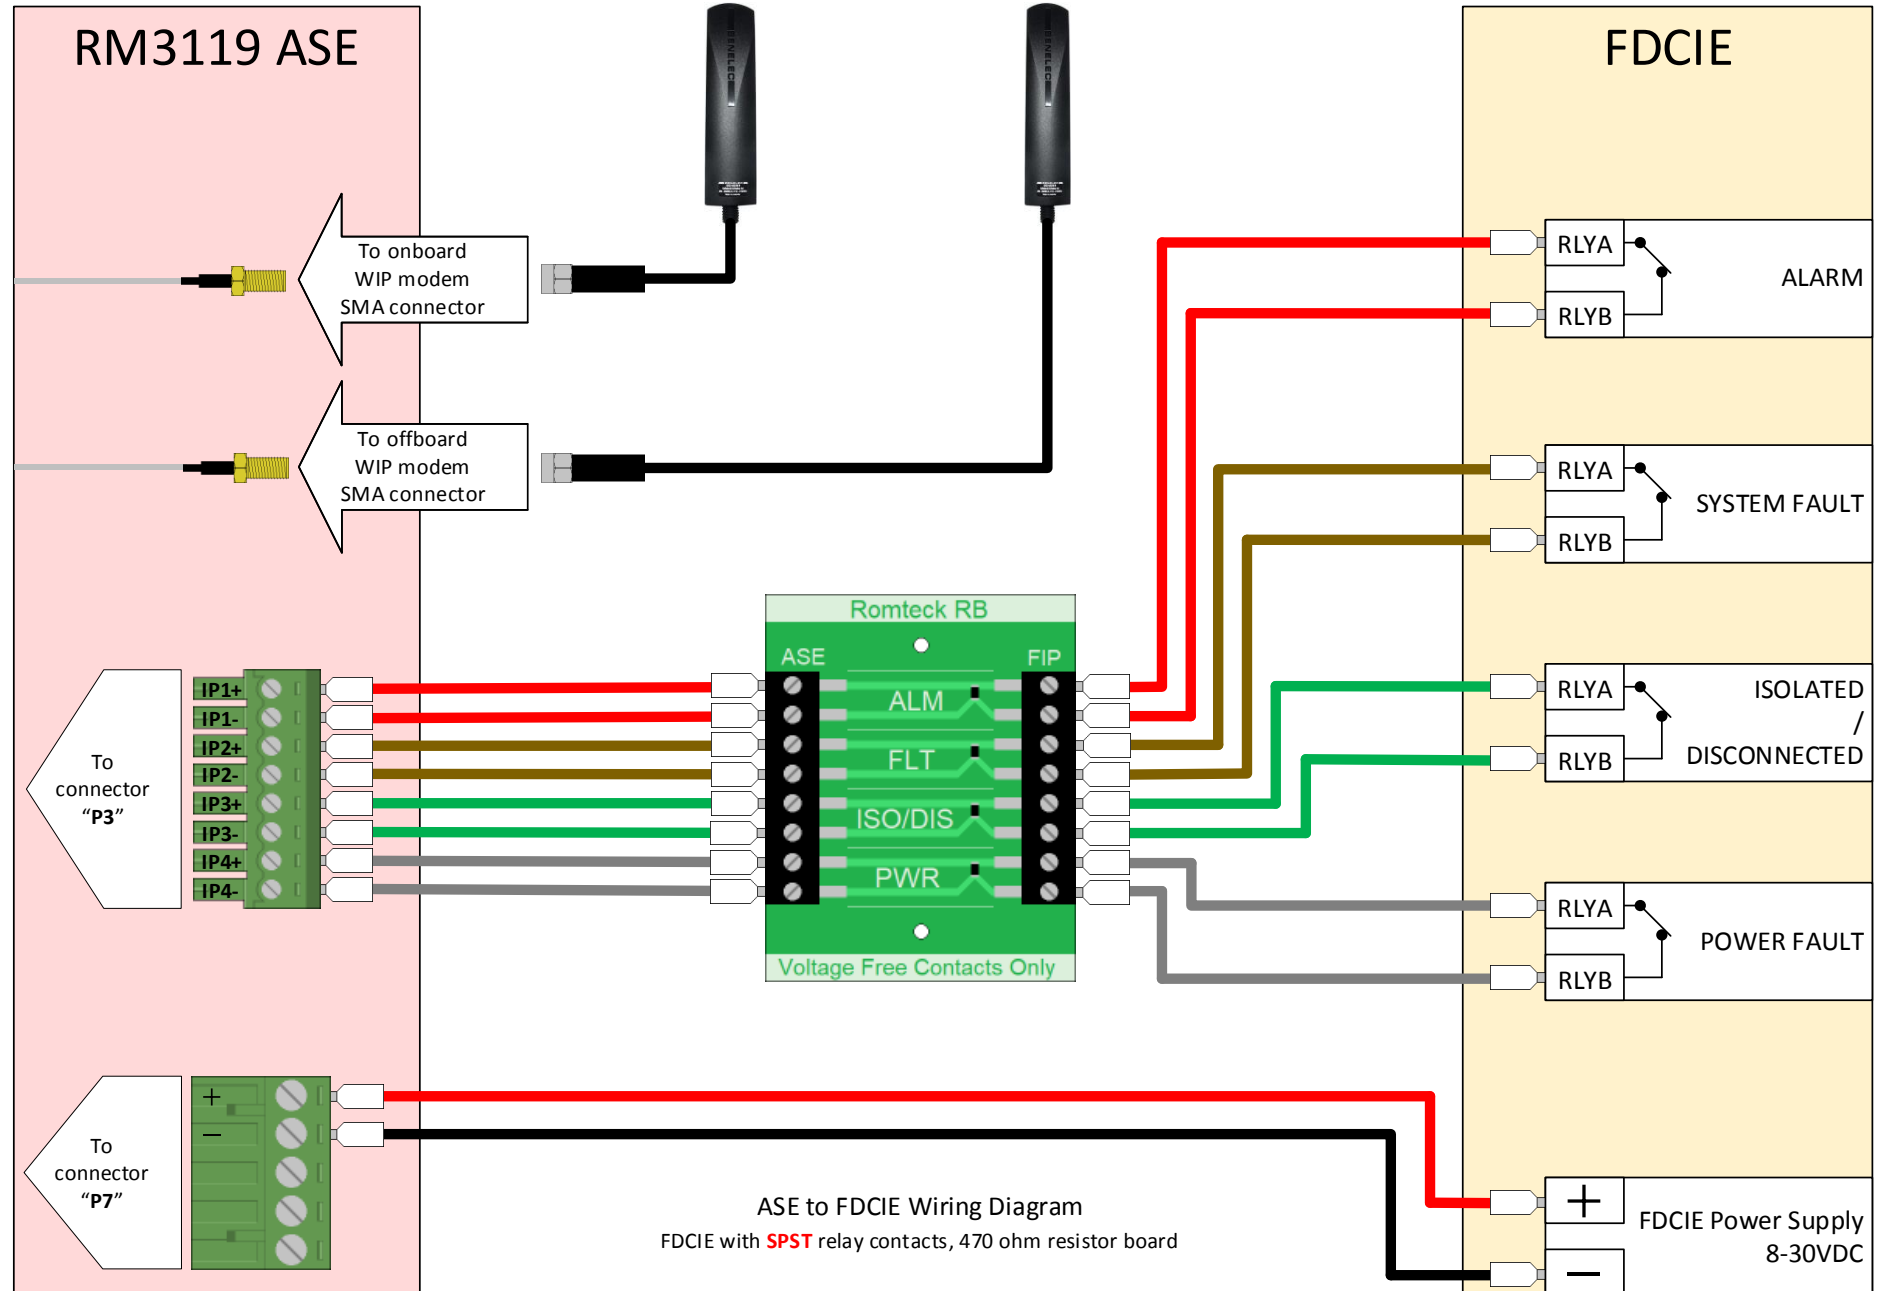 RM3119 ASE
FDCIE
To onboard
WIP modem
SMA connector
RLYA
RLYB
ALARM
To offboard
WIP modem
SMA connector
RLYA
RLYB
SYSTEM FAULT
Romteck RB
ASE
FIP
ALM
FLT
ISO/DIS
PWR
Voltage Free Contacts Only
To
connector
“P3”
IP1+
IP1-
IP2+
IP2-
IP3+
IP3-
IP4+
IP4-
RLYA
RLYB
ISOLATED
/
DISCONNECTED
RLYA
RLYB
POWER FAULT
To
connector
“P7”
+
−
ASE to FDCIE Wiring Diagram
FDCIE with SPST relay contacts, 470 ohm resistor board
+
−
FDCIE Power Supply
8-30VDC